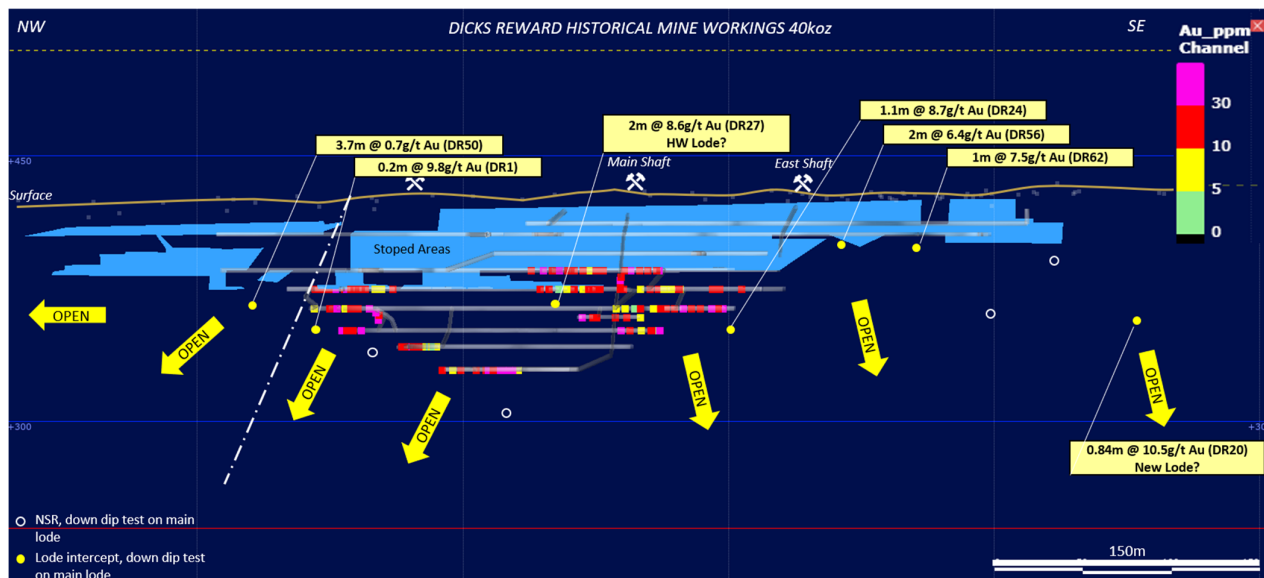 NW
DICKS REWARD HISTORICAL MINE WORKINGS 40koz
SE
Au_ppm
Channel
30
10
5
0
1.1m @ 8.7g/t Au (DR24)
2m @ 6.4g/t Au (DR56)
1m @ 7.5g/t Au (DR62)
2m @ 8.6g/t Au (DR27)
HW Lode?
3.7m @ 0.7g/t Au (DR50)
0.2m @ 9.8g/t Au (DR1)
+450
Main Shaft
East Shaft
Surface
Stoped Areas
OPEN
OPEN
OPEN
OPEN
OPEN
OPEN
OPEN
+300
0.84m @ 10.5g/t Au (DR20)
New Lode?
NSR, down dip test on main
lode
Lode intercept, down dip test
on main lode
150m